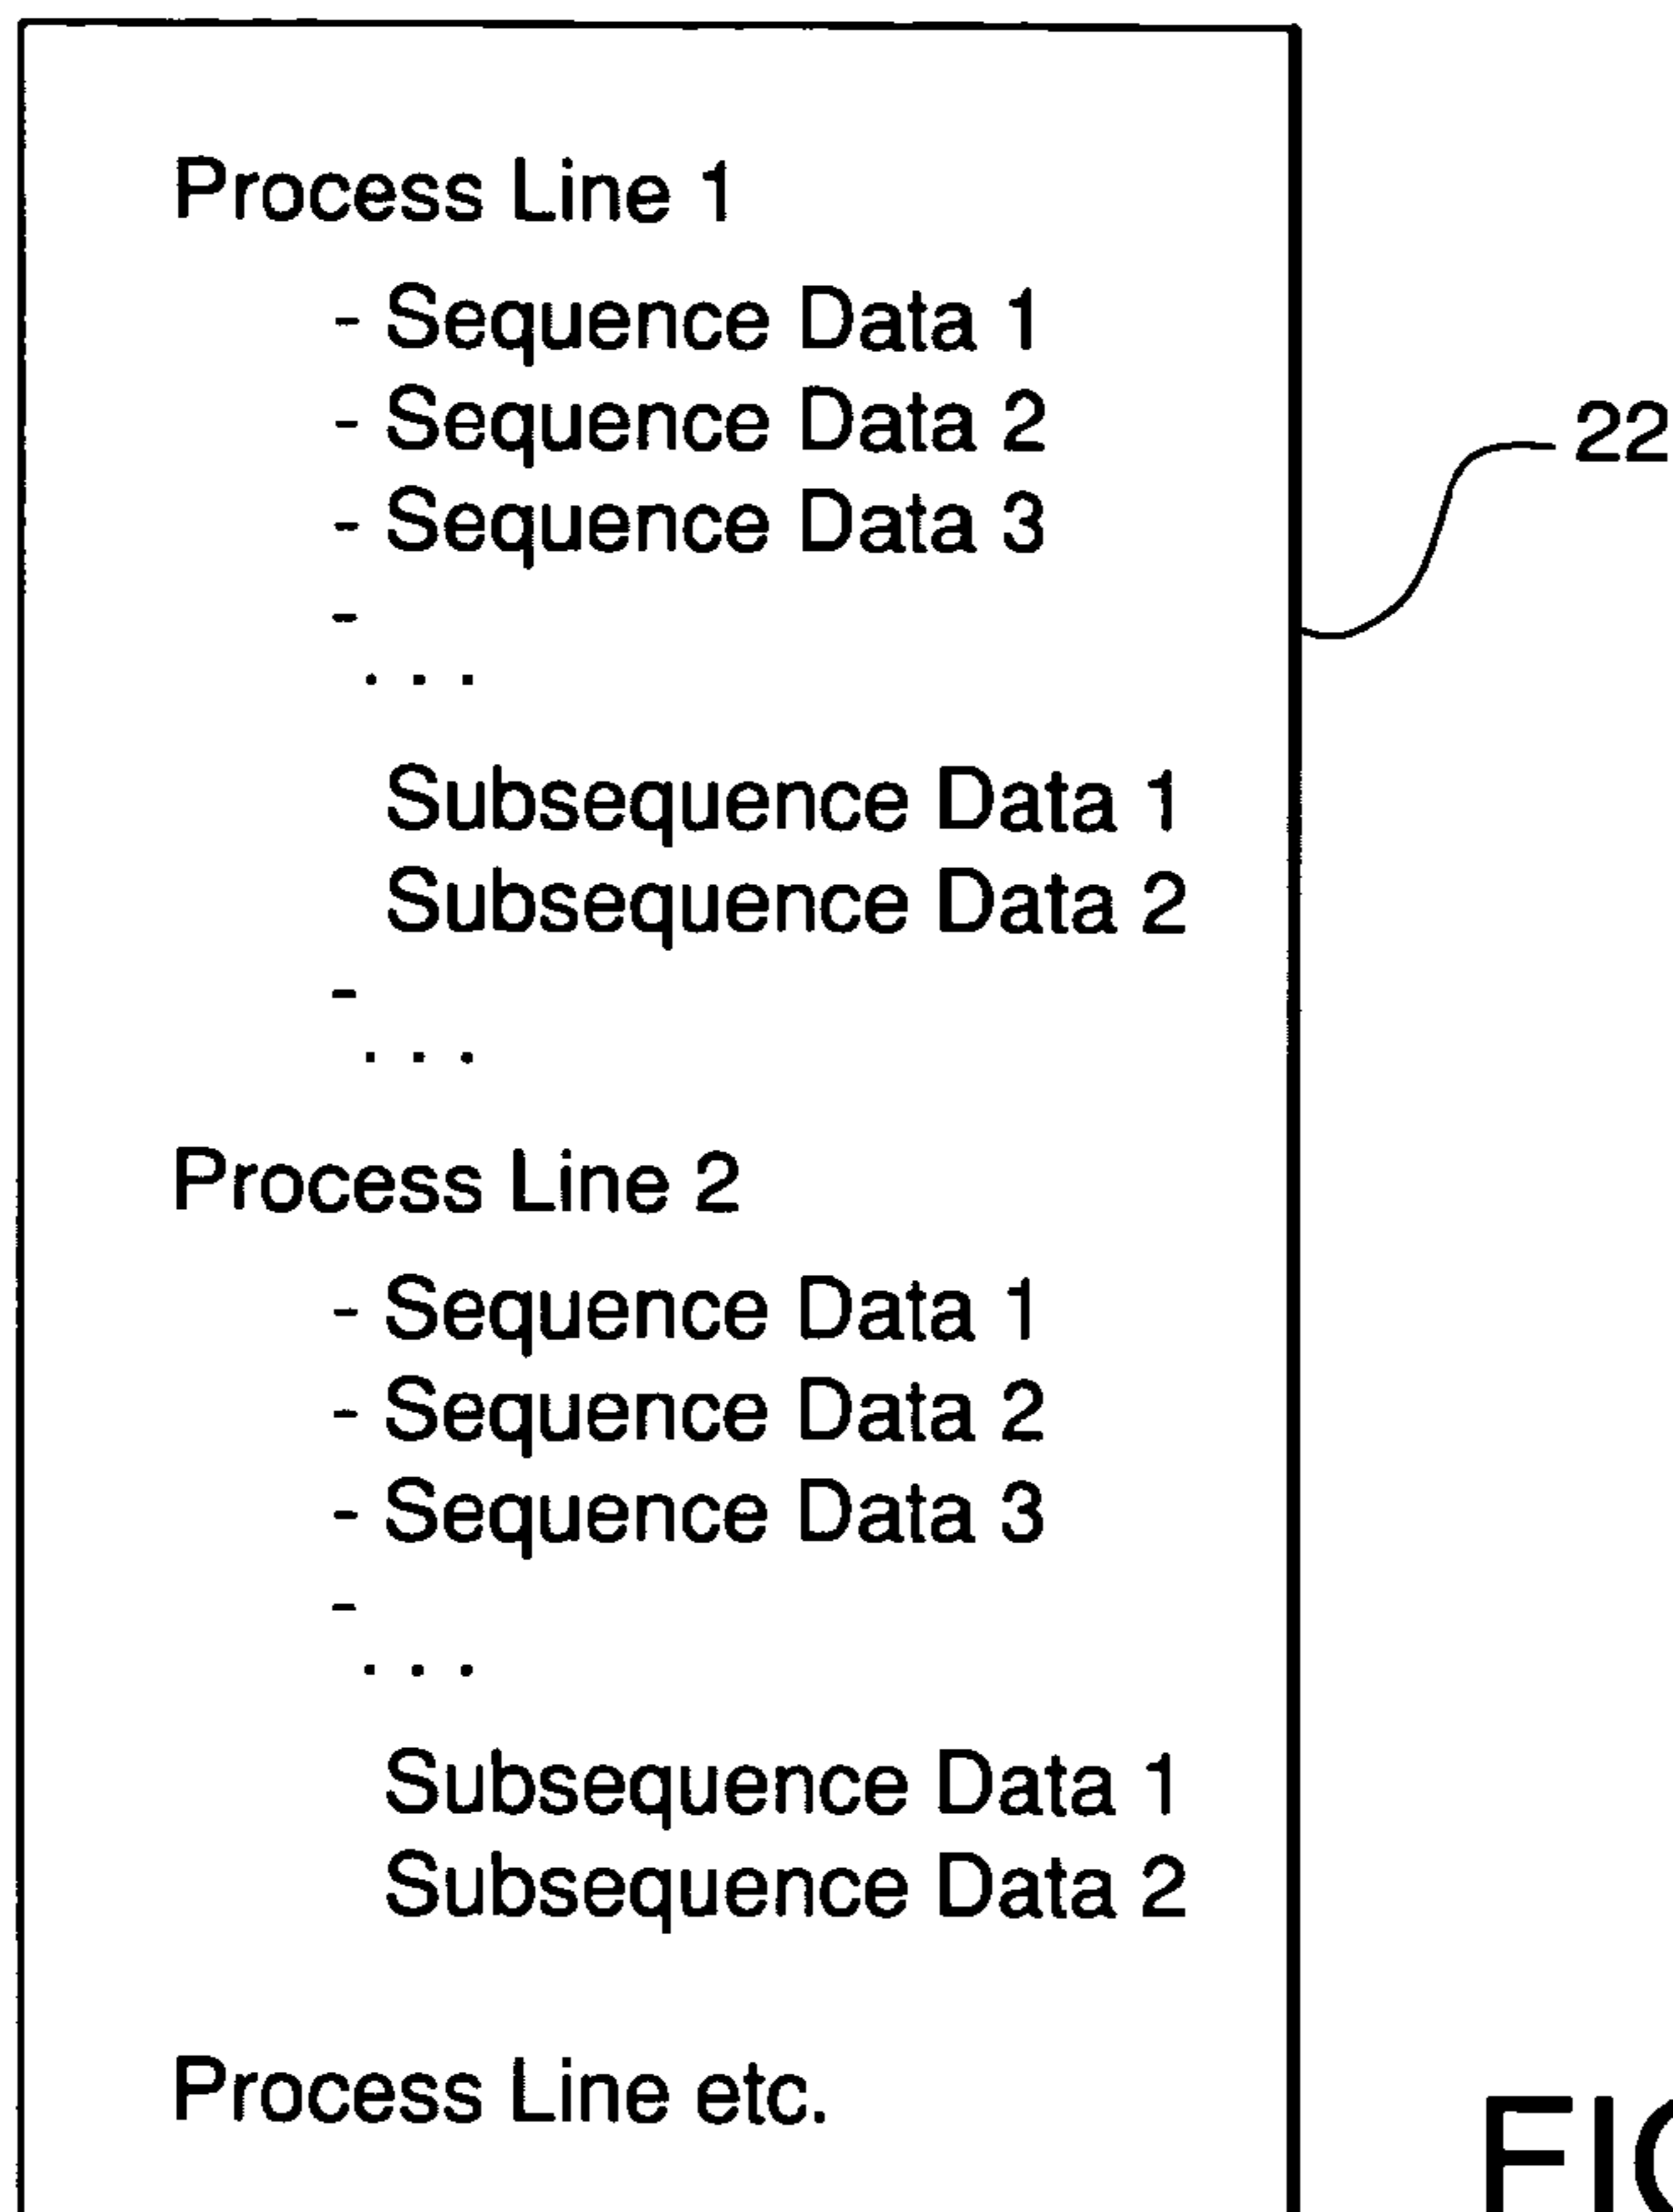 Process Line 1
- Sequence Data 1
- Sequence Data 2
22
- Sequence Data 3
-
. . .
Subsequence Data 1
Subsequence Data 2
-
. . .
Process Line 2
- Sequence Data 1
- Sequence Data 2
- Sequence Data 3
-
. . .
Subsequence Data 1
Subsequence Data 2
Process Line etc.